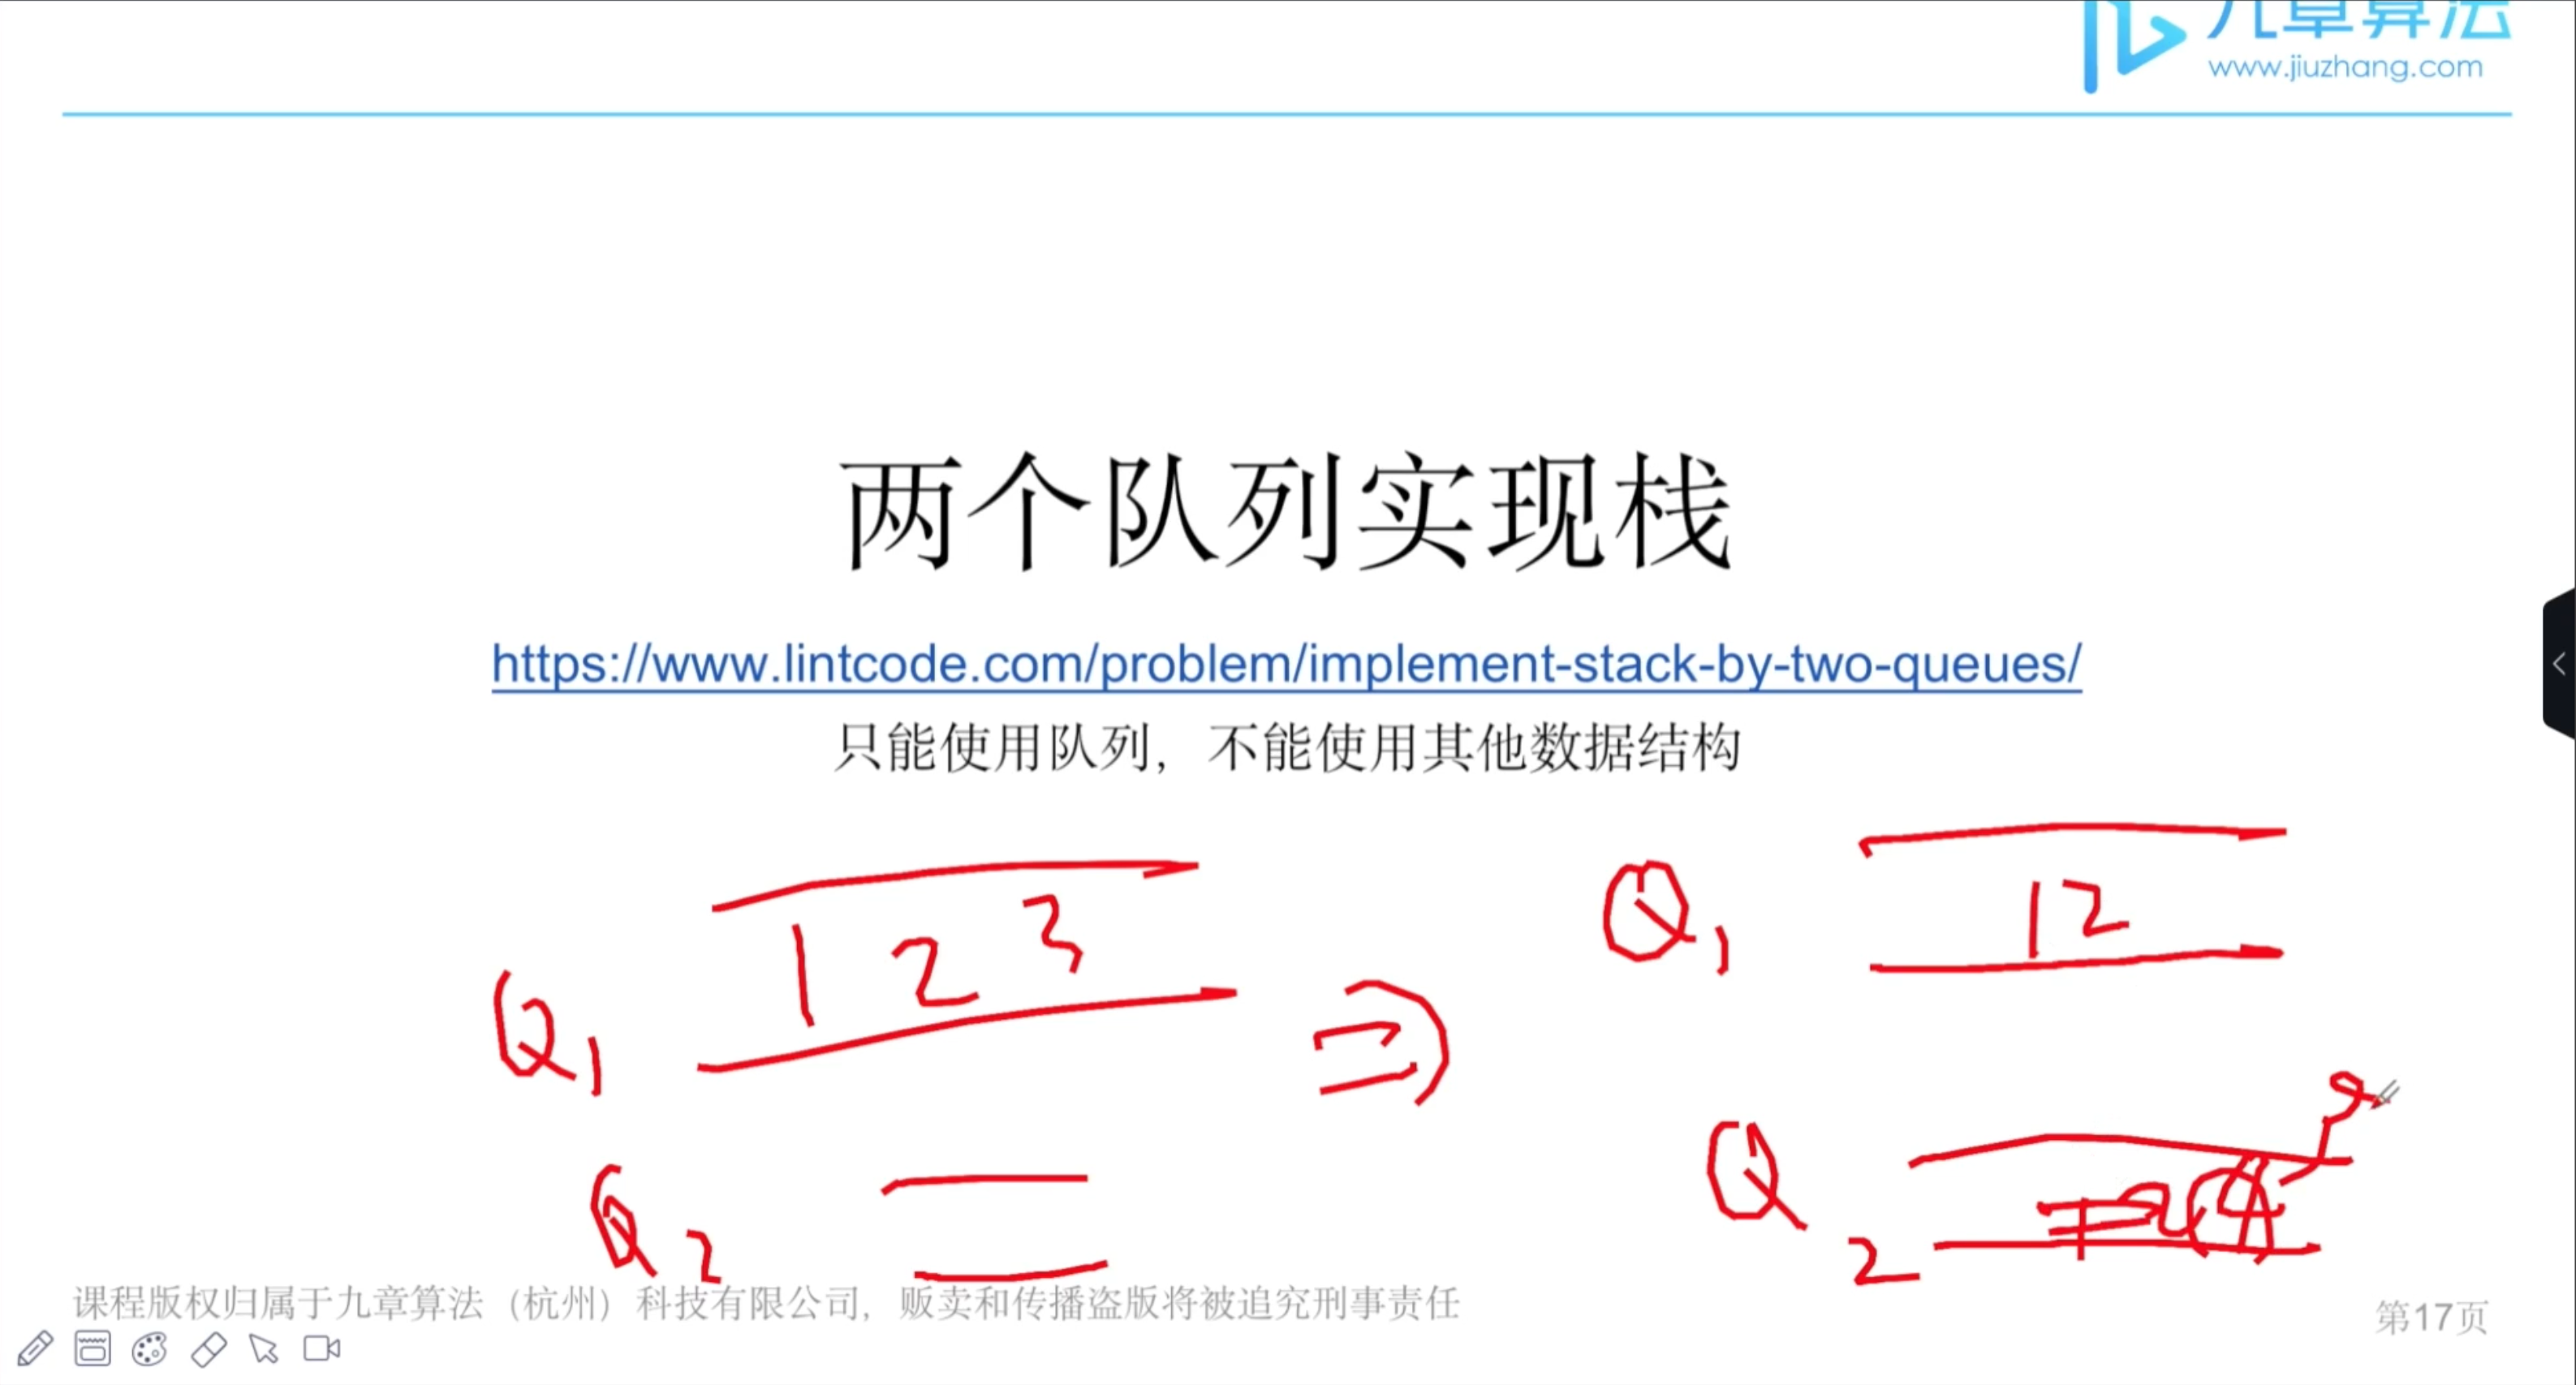 九章算法
www.jiuzhang.com
两个队列实现栈
https://www.lintcode.com/problem/implement-stack-by-two-queues/
只能使用队列，不能使用其他数据结构
Q1 1 2 3
Q2
Q1 12
Q2
课程版权归属于九章算法（杭州）科技有限公司，贩卖和传播盗版将被追究刑事责任
第17页